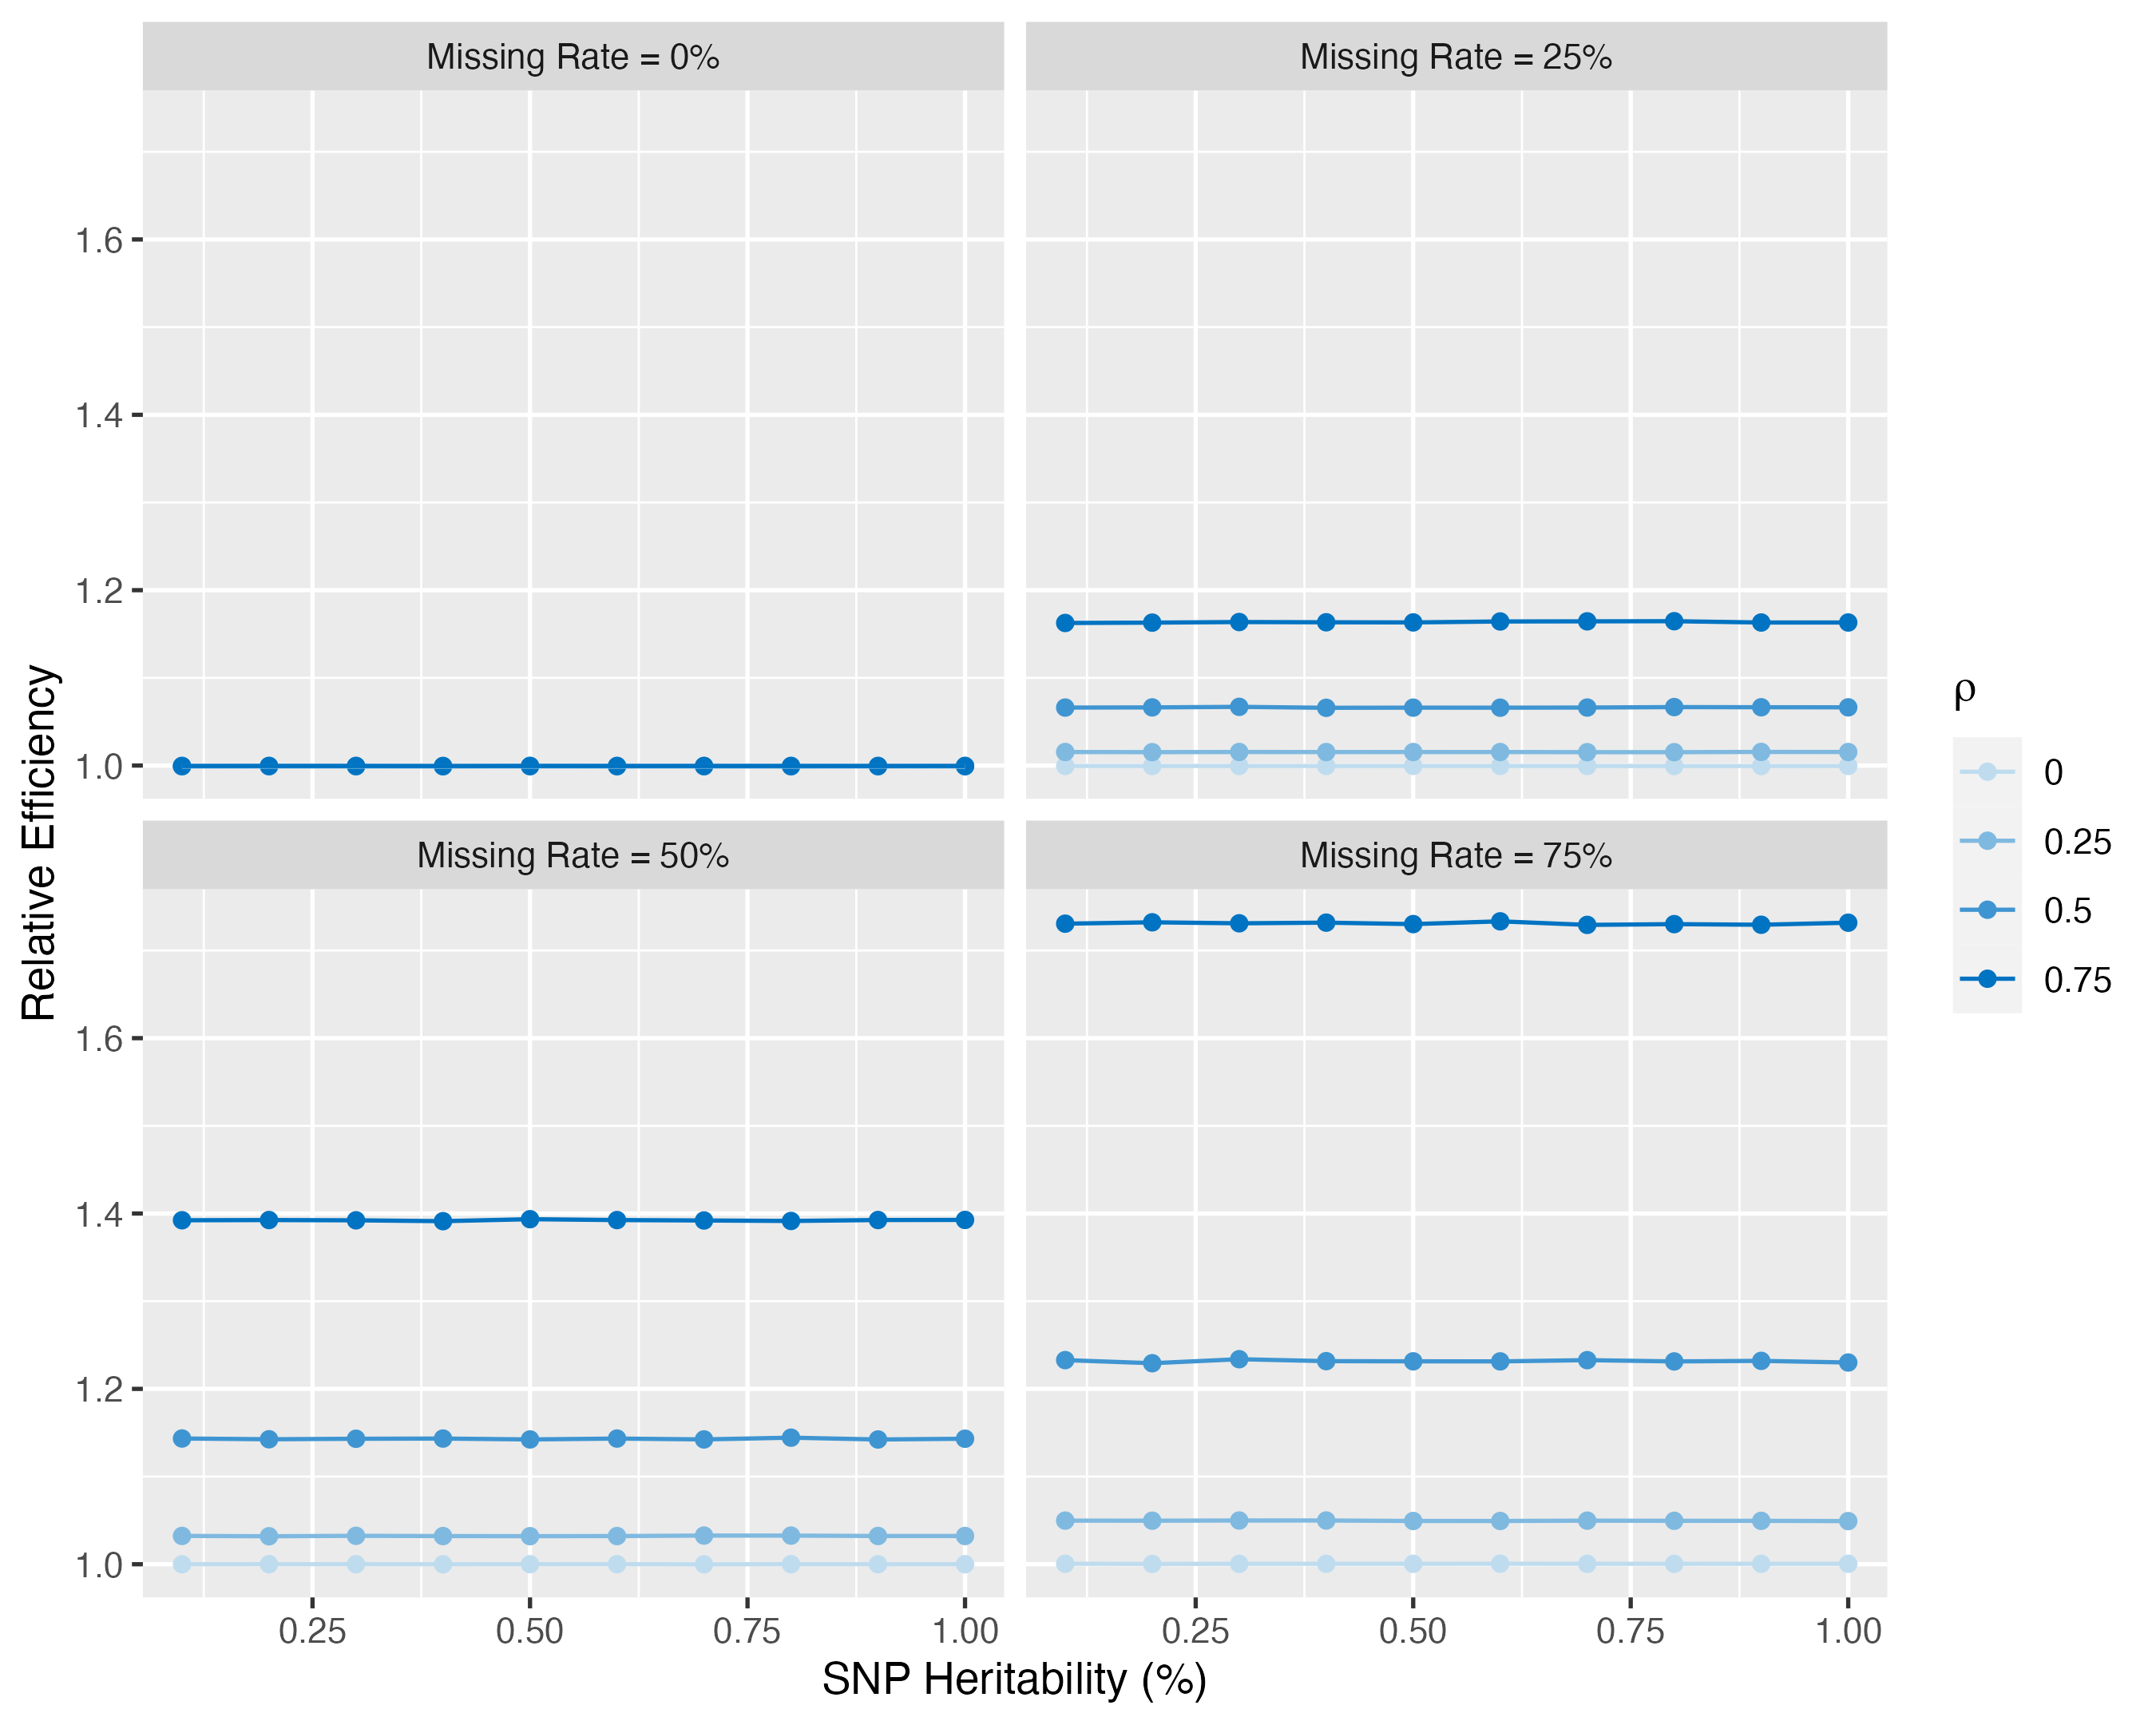 Missing Rate = 0%
Missing Rate = 25%
1.6
1.4
1.2
1.0
Missing Rate = 50%
Missing Rate = 75%
1.6
1.4
1.2
1.0
0.25 0.50 0.75 1.00
0.25 0.50 0.75 1.00
SNP Heritability (%)
Relative Efficiency
ρ
0
0.25
0.5
0.75